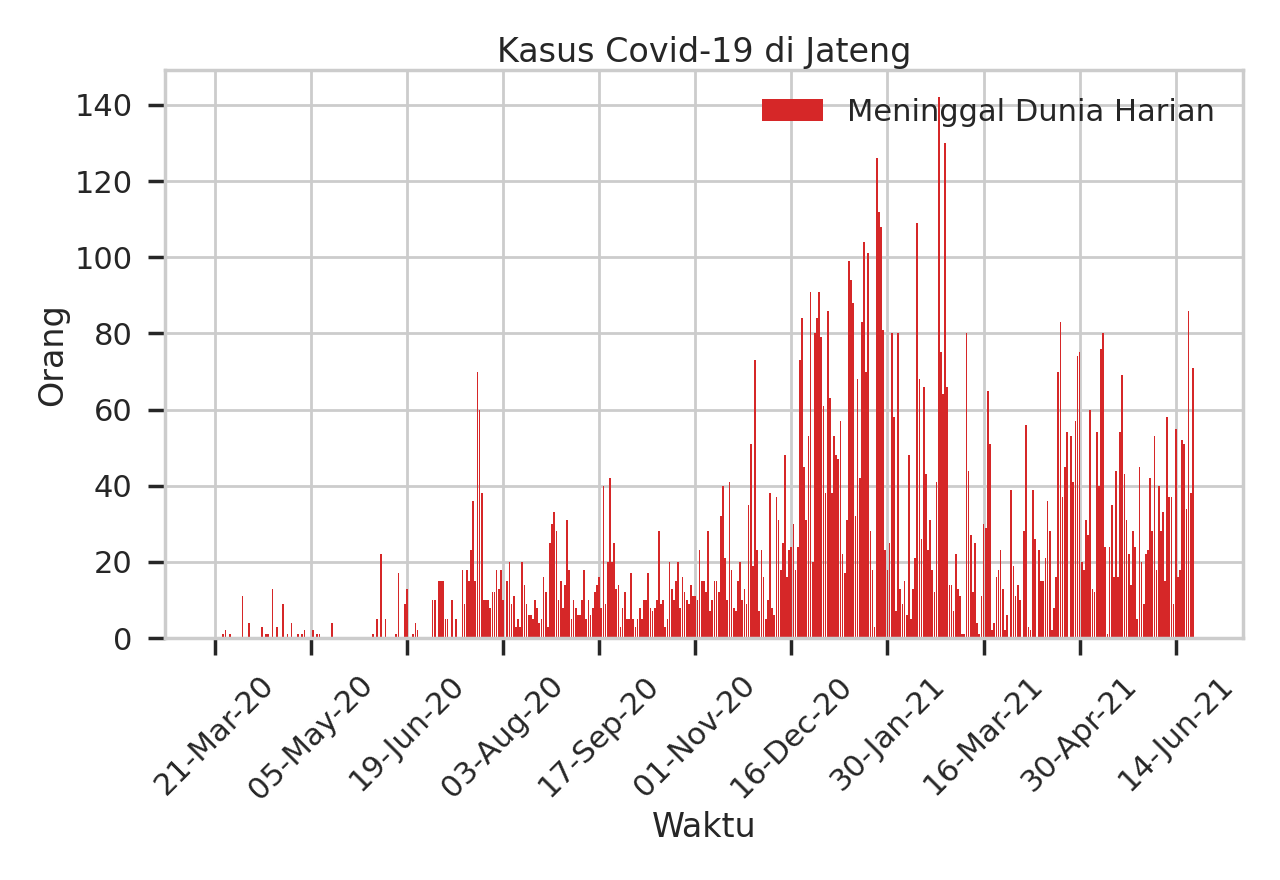 Kasus Covid-19 di Jateng
Meninggal Dunia Harian
140
120
100
80
60
40
20
0
Orang
21-Mar-20
05-May-20
19-Jun-20
03-Aug-20
17-Sep-20
01-Nov-20
16-Dec-20
30-Jan-21
16-Mar-21
30-Apr-21
14-Jun-21
Waktu